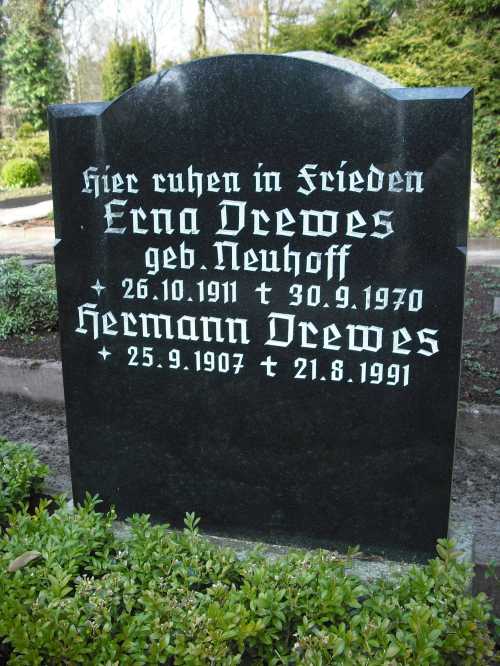 Hier ruhen in Frieden
Erna Drewes
geb. Neuhoff
✦ 26.10.1911 † 30.9.1970
Hermann Drewes
✦ 25.9.1907 † 21.8.1991